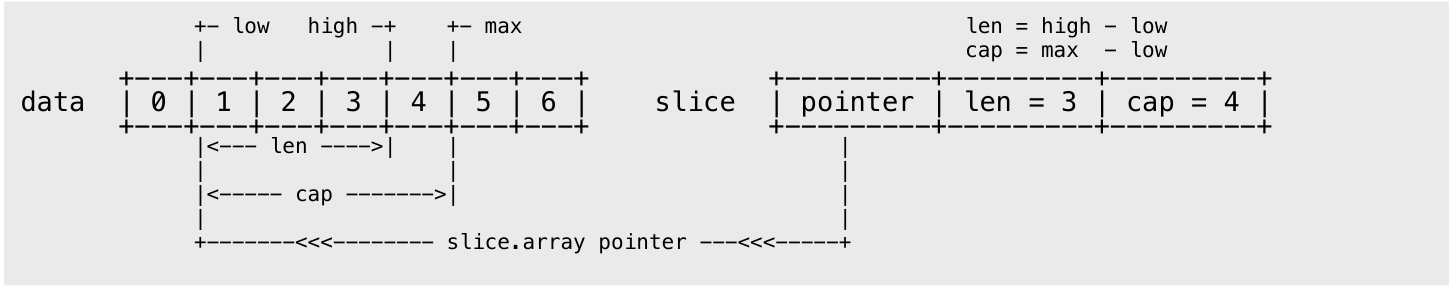 +- low   high -+    +- max                                   len = high - low
|               |    |                                       cap = max  - low
+---+---+---+---+---+---+---+        +----------+----------+----------+
data  | 0 | 1 | 2 | 3 | 4 | 5 | 6 |    slice  | pointer | len = 3 | cap = 4 |
+---+---+---+---+---+---+---+        +----------+----------+----------+
|<--- len ---->|    |                               |
|                   |                               |
|<----- cap ------->|                               |
|                                                   |
+-------<<<-------- slice.array pointer ---<<<-----+